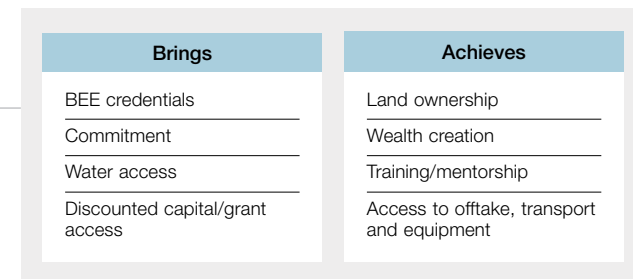 Brings
BEE credentials
Commitment
Water access
Discounted capital/grant
access
Achieves
Land ownership
Wealth creation
Training/mentorship
Access to offtake, transport
and equipment